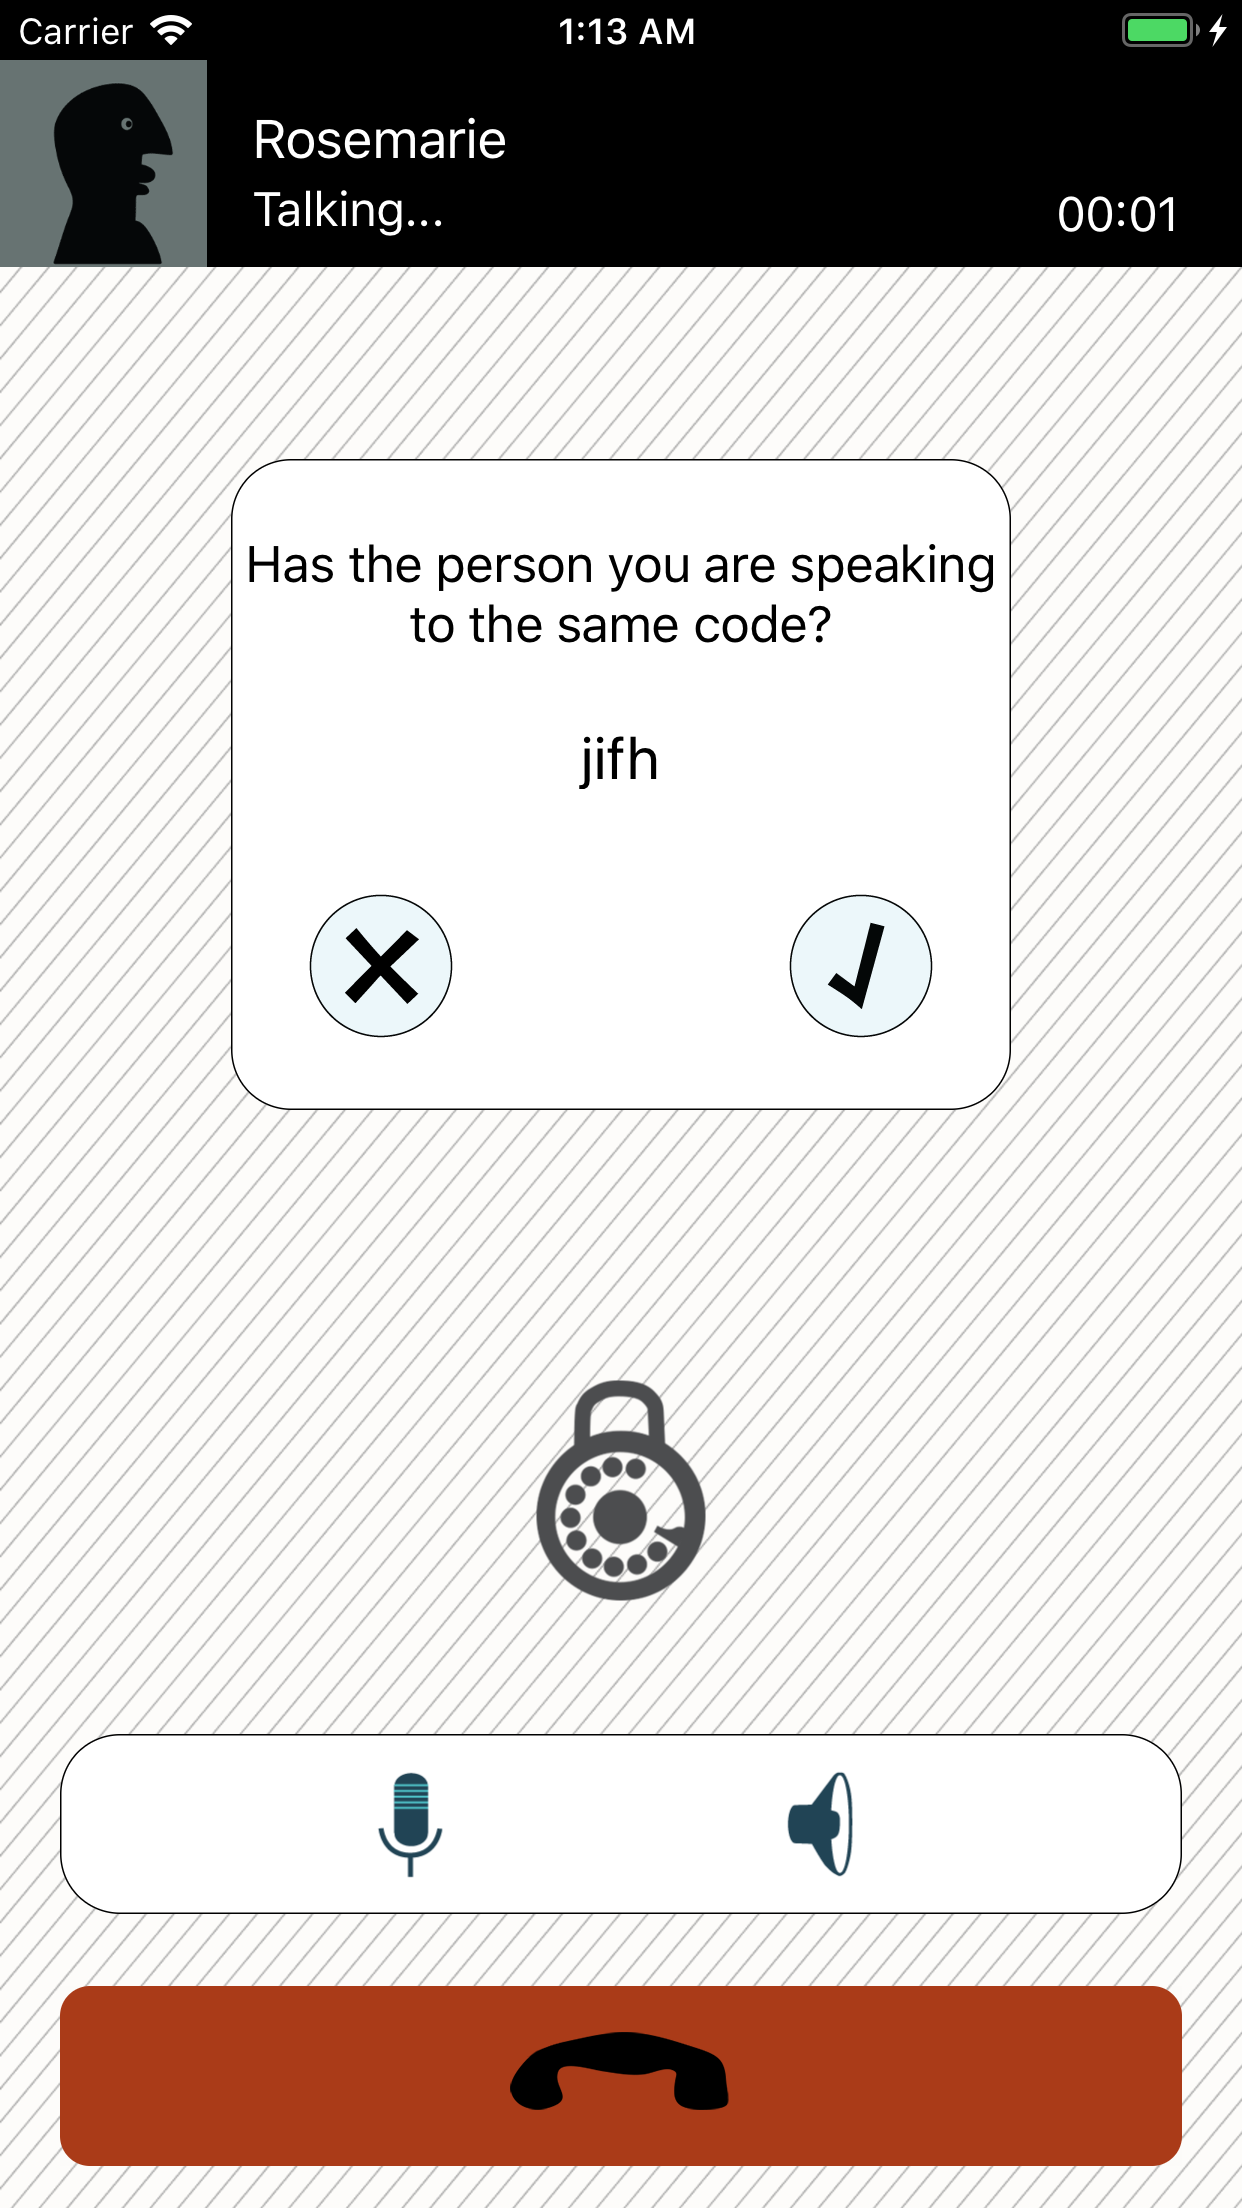 Carrier
1:13 AM
Rosemarie
Talking...
00:01
Has the person you are speaking
to the same code?
jifh